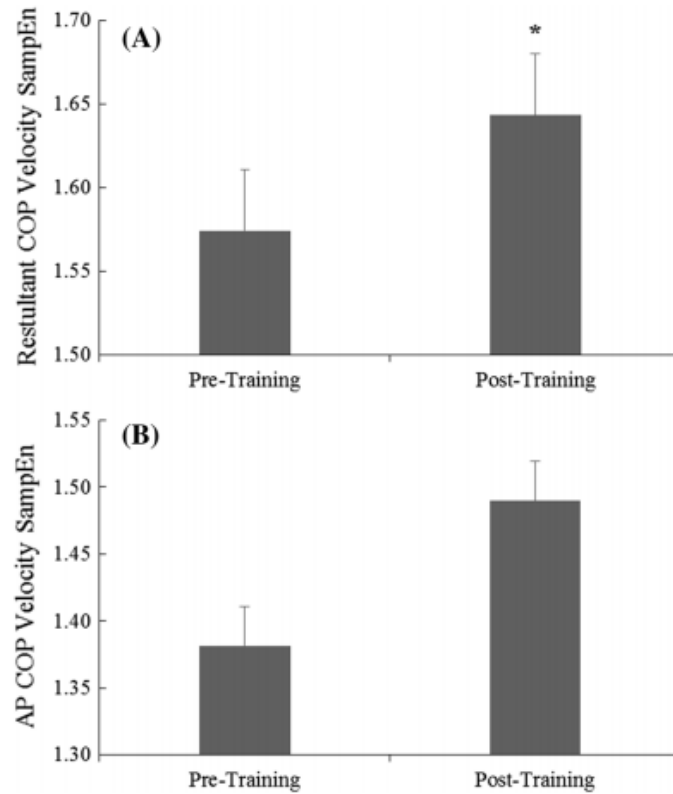 (A)
*
Restultant COP Velocity SampEn
1.70
1.65
1.60
1.55
1.50
Pre-Training
Post-Training
(B)
AP COP Velocity SampEn
1.55
1.50
1.45
1.40
1.35
1.30
Pre-Training
Post-Training